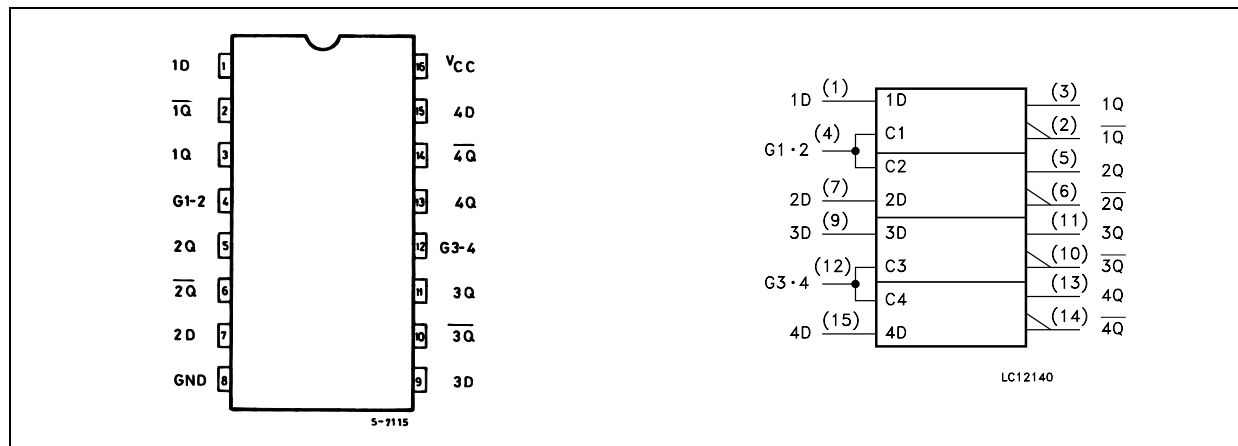 1D 1 16 VCC
1Q̅ 2 15 4D
1Q 3 14 4Q̅
G1-2 4 13 4Q
2Q 5 12 G3-4
2Q̅ 6 11 3Q
2D 7 10 3Q̅
GND 8 9 3D
S-7115
1D (1) 1D (3) 1Q
G1·2 (4) C1 (2) 1Q̅
C2 (5) 2Q
2D (7) 2D (6) 2Q̅
3D (9) 3D (11) 3Q
G3·4 (12) C3 (10) 3Q̅
C4 (13) 4Q
4D (15) 4D (14) 4Q̅
LC12140